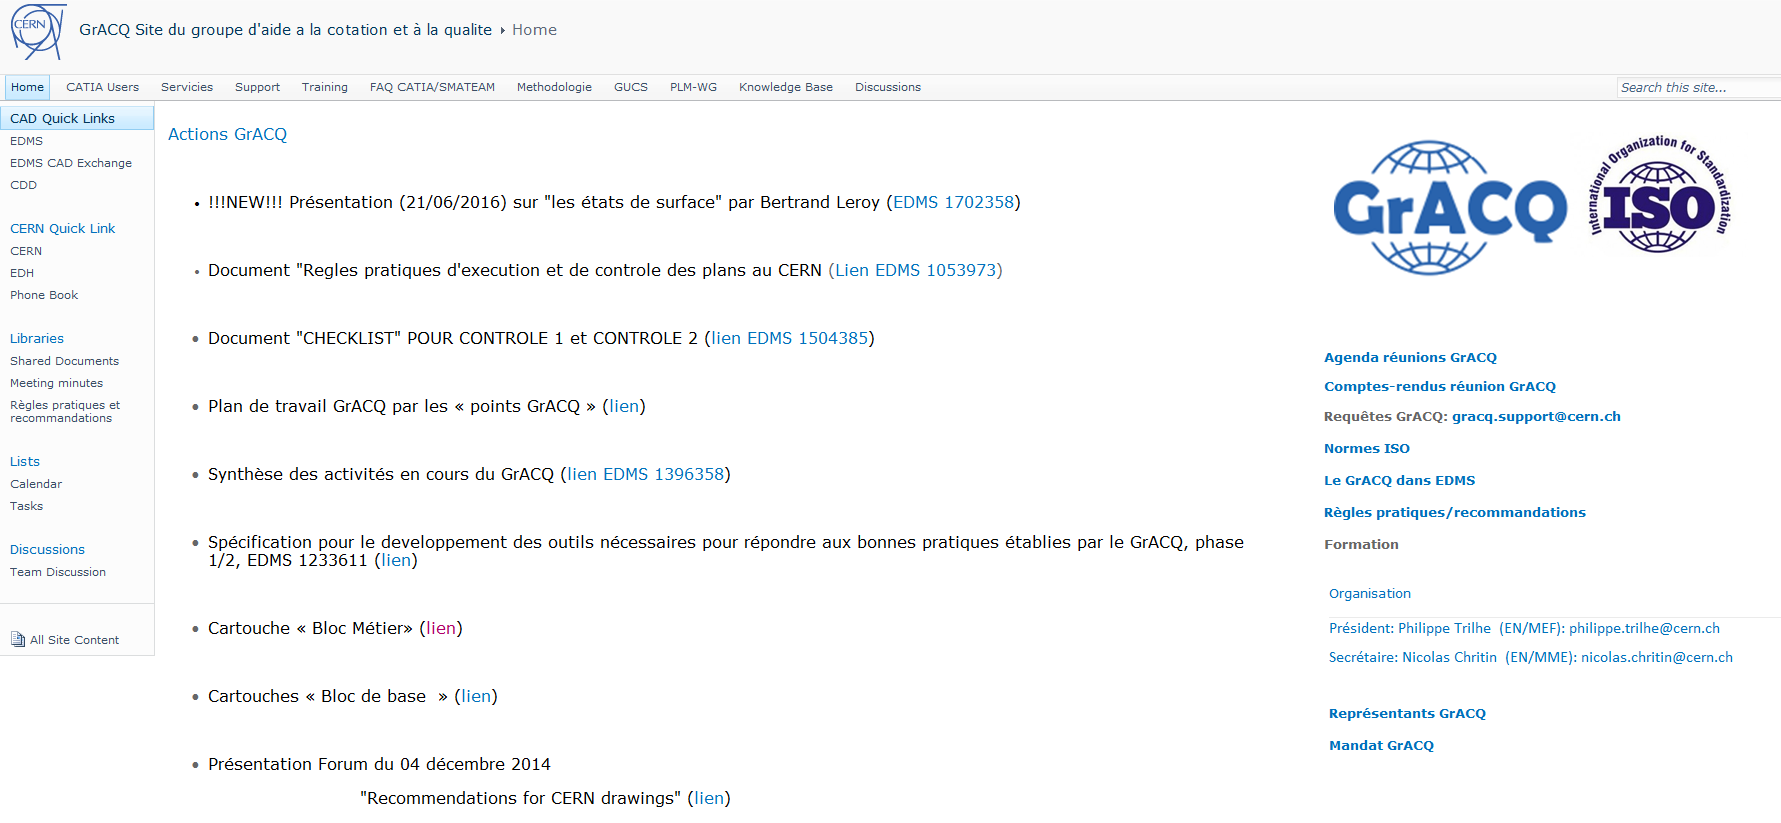 CERN
GrACQ Site du groupe d'aide a la cotation et à la qualite ▸ Home
Home CATIA Users Servicies Support Training FAQ CATIA/SMATEAM Methodologie GUCS PLM-WG Knowledge Base Discussions Search this site...
CAD Quick Links
EDMS
EDMS CAD Exchange
CDD
CERN Quick Link
CERN
EDH
Phone Book
Libraries
Shared Documents
Meeting minutes
Règles pratiques et
recommandations
Lists
Calendar
Tasks
Discussions
Team Discussion
All Site Content
Actions GrACQ
• !!!NEW!!! Présentation (21/06/2016) sur "les états de surface" par Bertrand Leroy (EDMS 1702358)
• Document "Regles pratiques d'execution et de controle des plans au CERN (Lien EDMS 1053973)
• Document "CHECKLIST" POUR CONTROLE 1 et CONTROLE 2 (lien EDMS 1504385)
• Plan de travail GrACQ par les « points GrACQ » (lien)
• Synthèse des activités en cours du GrACQ (lien EDMS 1396358)
• Spécification pour le developpement des outils nécessaires pour répondre aux bonnes pratiques établies par le GrACQ, phase
1/2, EDMS 1233611 (lien)
• Cartouche « Bloc Métier» (lien)
• Cartouches « Bloc de base  » (lien)
• Présentation Forum du 04 décembre 2014
"Recommendations for CERN drawings" (lien)
GrACQ
International Organization for Standardization
ISO
Agenda réunions GrACQ
Comptes-rendus réunion GrACQ
Requêtes GrACQ: gracq.support@cern.ch
Normes ISO
Le GrACQ dans EDMS
Règles pratiques/recommandations
Formation
Organisation
Président: Philippe Trilhe  (EN/MEF): philippe.trilhe@cern.ch
Secrétaire: Nicolas Chritin  (EN/MME): nicolas.chritin@cern.ch
Représentants GrACQ
Mandat GrACQ